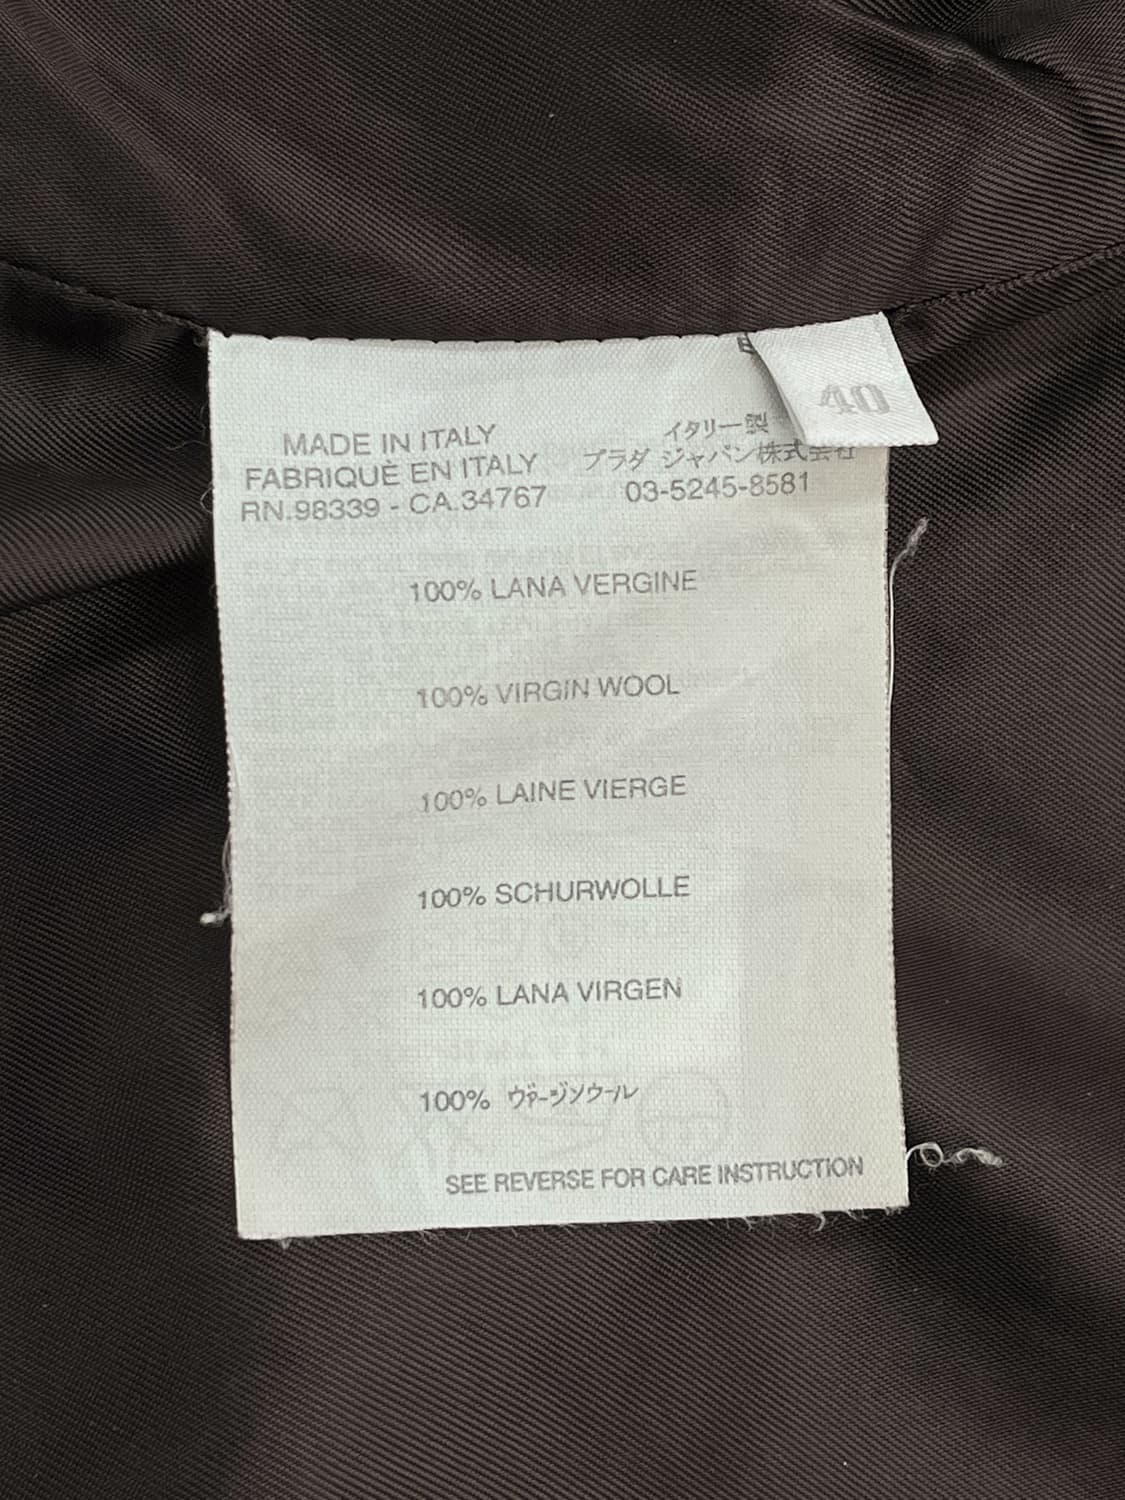 40
MADE IN ITALY
FABRIQUÈ EN ITALY
RN.98339 - CA.34767
イタリー製
プラダ ジャパン株式会社
03-5245-8581
100% LANA VERGINE
100% VIRGIN WOOL
100% LAINE VIERGE
100% SCHURWOLLE
100% LANA VIRGEN
100% ヴァージンウール
SEE REVERSE FOR CARE INSTRUCTION